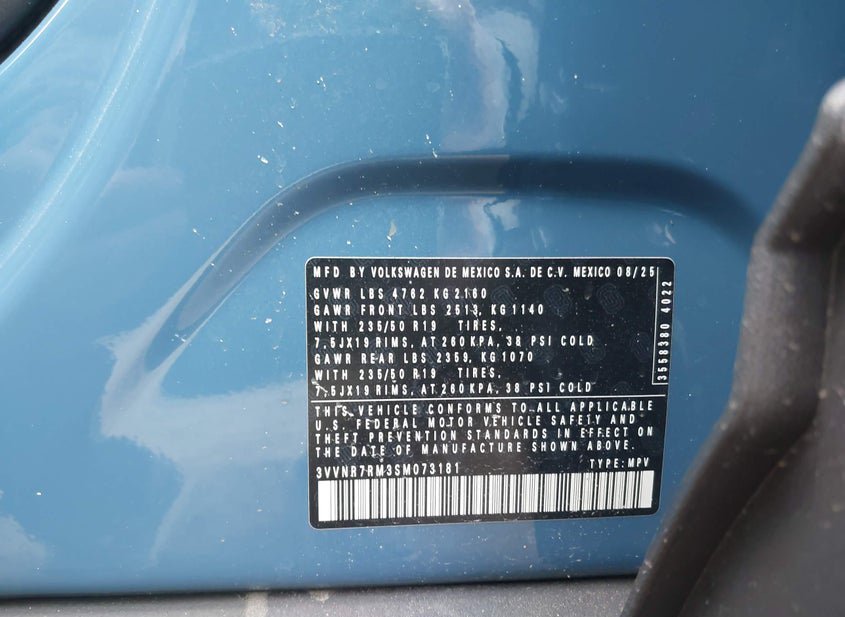 MFD BY VOLKSWAGEN DE MEXICO S.A. DE C.V. MEXICO 08/25
GVWR LBS 4762 KG 2160
GAWR FRONT LBS 2513, KG 1140
WITH 235/50 R19 TIRES,
7.5JX19 RIMS, AT 260 KPA, 38 PSI COLD
GAWR REAR LBS 2359, KG 1070
WITH 235/50 R19 TIRES,
7.5JX19 RIMS, AT 260 KPA, 38 PSI COLD
3558380 4022
THIS VEHICLE CONFORMS TO ALL APPLICABLE
U.S. FEDERAL MOTOR VEHICLE SAFETY AND
THEFT PREVENTION STANDARDS IN EFFECT ON
THE DATE OF MANUFACTURE SHOWN ABOVE.
3VVNR7RM3SM073181 TYPE: MPV